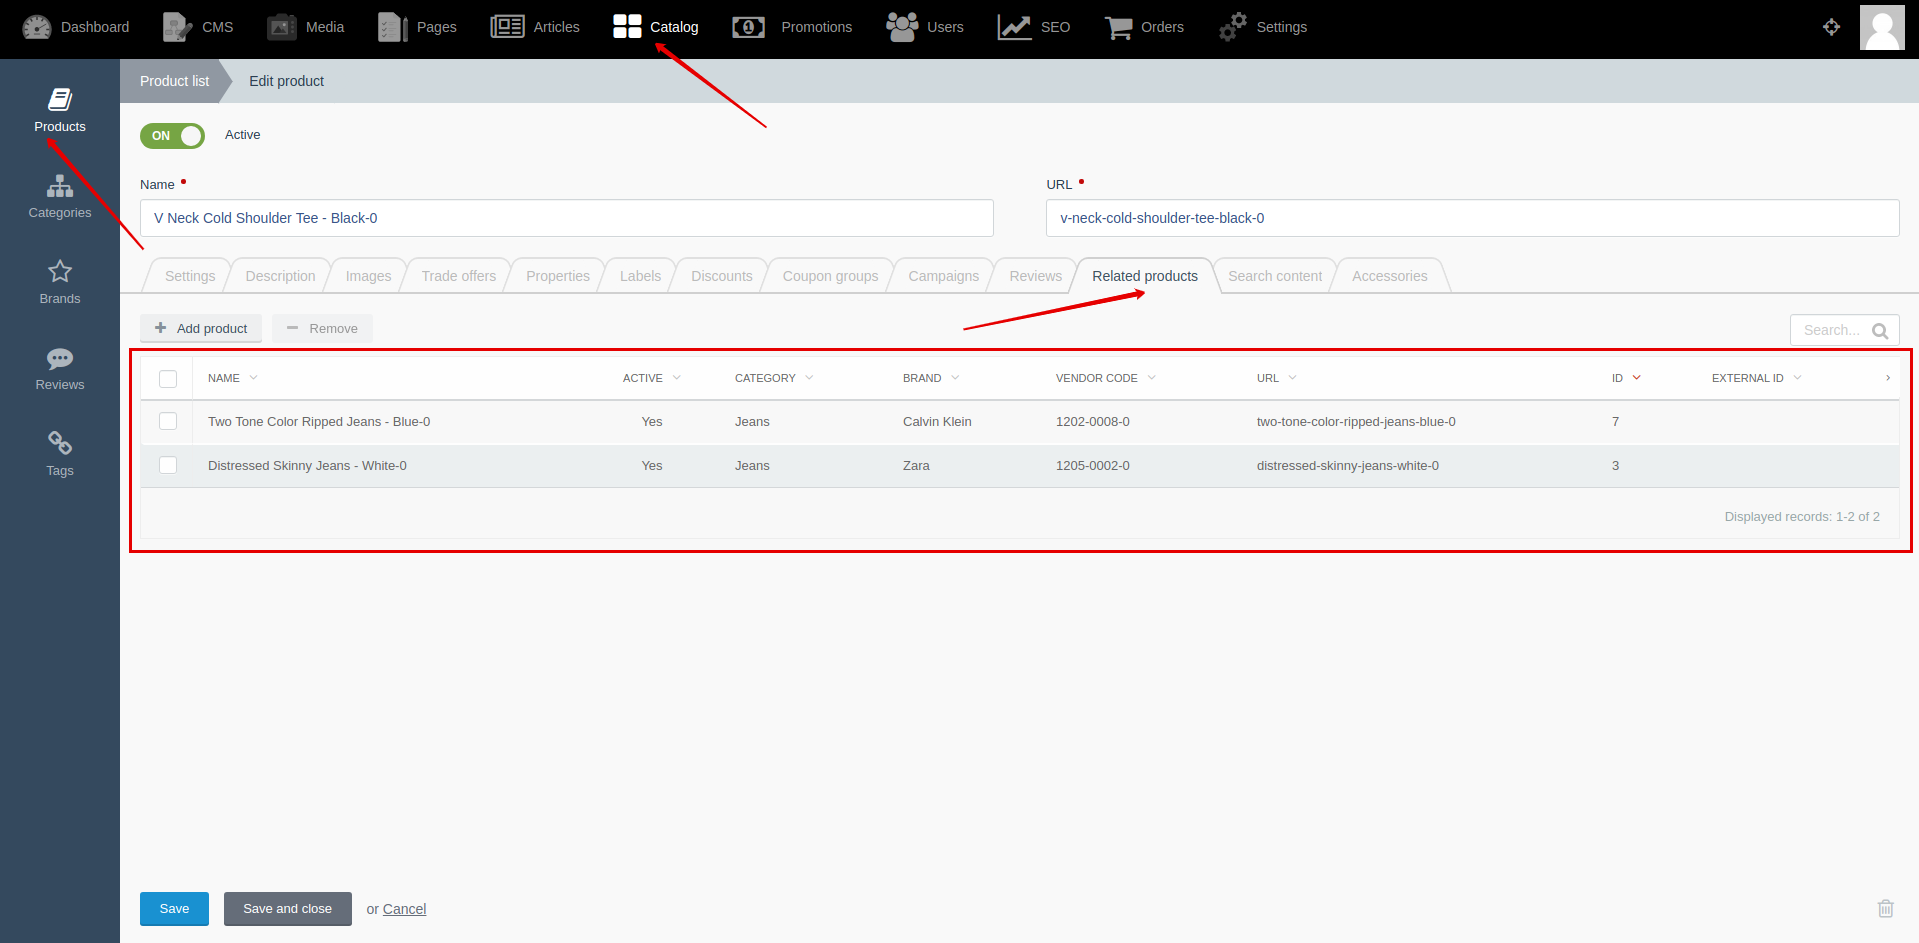 Dashboard CMS Media Pages Articles Catalog Promotions Users SEO Orders Settings
Products
Categories
Brands
Reviews
Tags
Product list Edit product
ON Active
Name URL
V Neck Cold Shoulder Tee - Black-0 v-neck-cold-shoulder-tee-black-0
Settings Description Images Trade offers Properties Labels Discounts Coupon groups Campaigns Reviews Related products Search content Accessories
Add product Remove Search...
NAME ACTIVE CATEGORY BRAND VENDOR CODE URL ID EXTERNAL ID
Two Tone Color Ripped Jeans - Blue-0 Yes Jeans Calvin Klein 1202-0008-0 two-tone-color-ripped-jeans-blue-0 7
Distressed Skinny Jeans - White-0 Yes Jeans Zara 1205-0002-0 distressed-skinny-jeans-white-0 3
Displayed records: 1-2 of 2
Save Save and close or Cancel